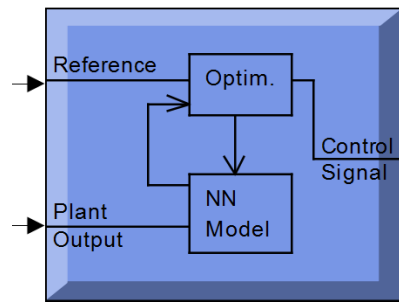 Reference
Optim.
Control
Signal
Plant
Output
NN
Model